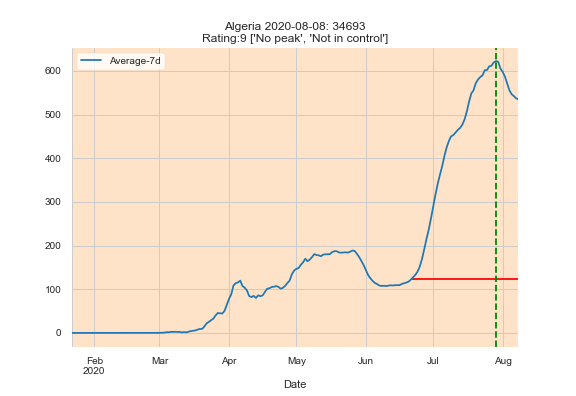 Algeria 2020-08-08: 34693
Rating:9 ['No peak', 'Not in control']
Average-7d
600
500
400
300
200
100
0
Feb
2020
Mar
Apr
May
Jun
Jul
Aug
Date